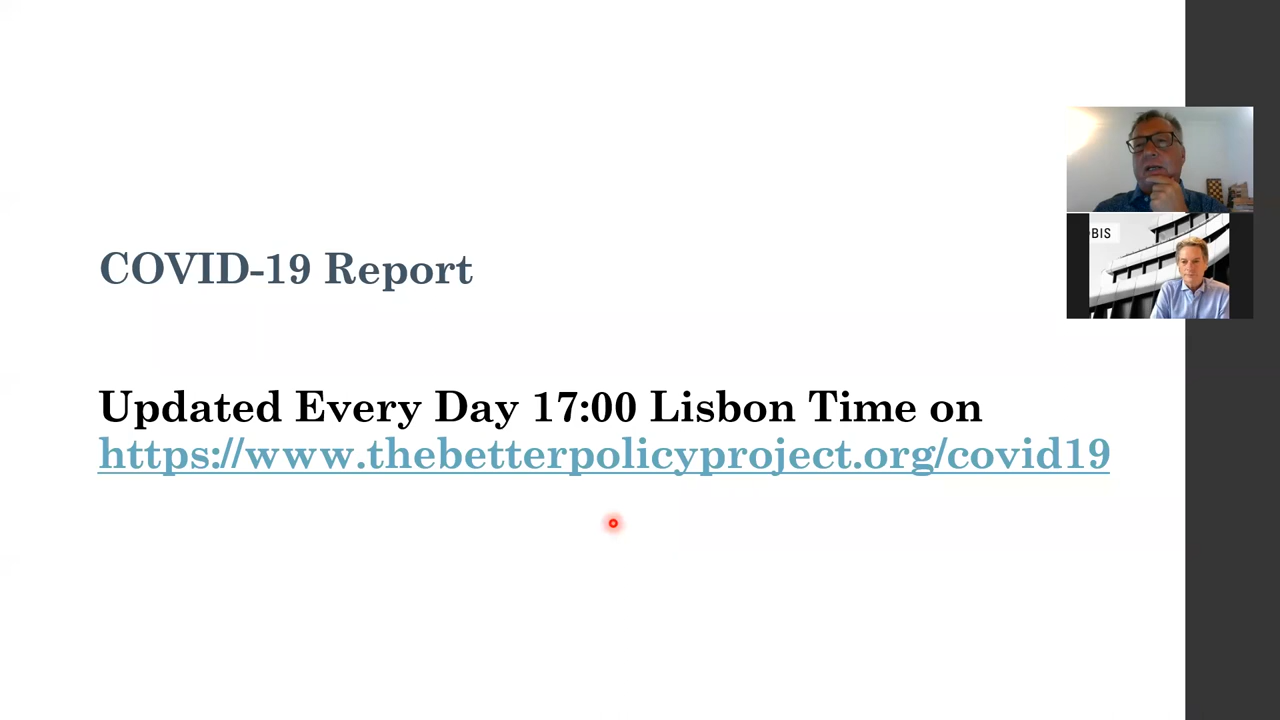 COVID-19 Report
Updated Every Day 17:00 Lisbon Time on
https://www.thebetterpolicyproject.org/covid19
BIS